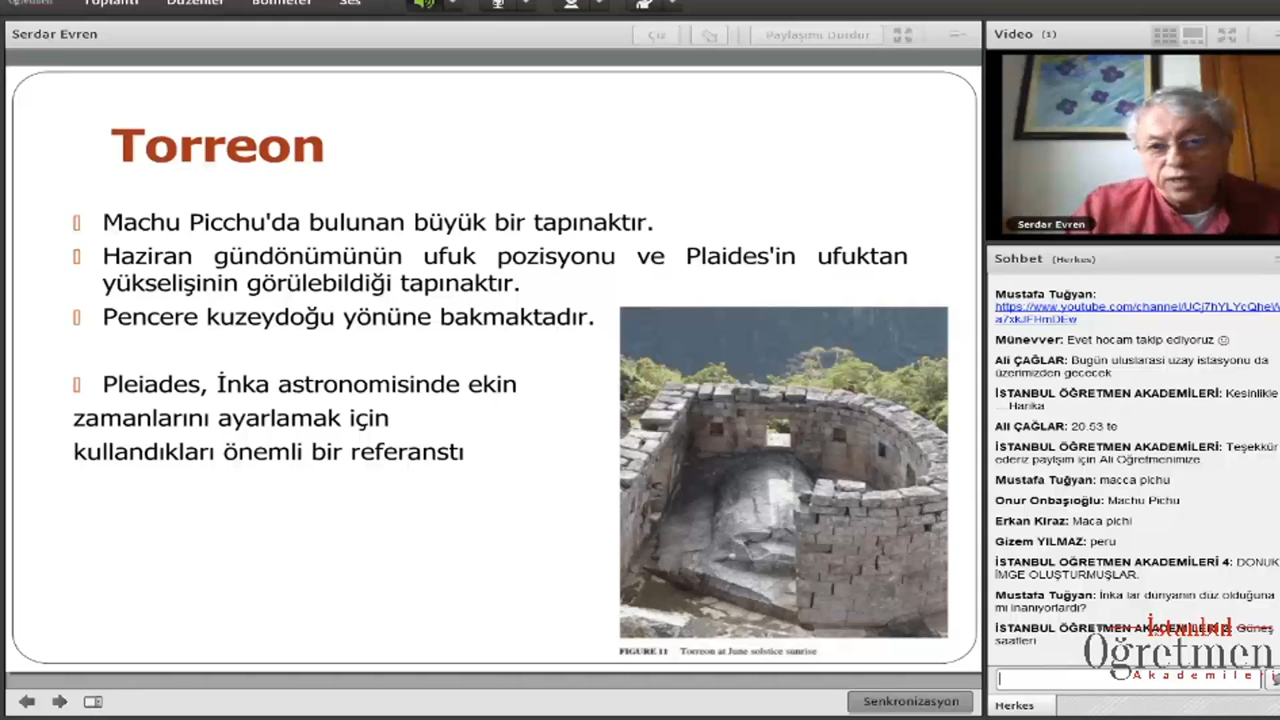 Toplantı Düzenler Bölmeler Ses
Serdar Evren
Çiz
Paylaşımı Durdur
Torreon
Machu Picchu'da bulunan büyük bir tapınaktır.
Haziran gündönümünün ufuk pozisyonu ve Plaides'in ufuktan
yükselişinin görülebildiği tapınaktır.
Pencere kuzeydoğu yönüne bakmaktadır.
Pleiades, İnka astronomisinde ekin
zamanlarını ayarlamak için
kullandıkları önemli bir referanstı
FIGURE 11 Torreon at June solstice sunrise
Senkronizasyon
Video (1)
Serdar Evren
Sohbet (Herkes)
Mustafa Tuğyan:
Münevver: Evet hocam takip ediyoruz
Ali ÇAĞLAR: Bugün uluslarası uzay istasyonu da
üzerimizden geçecek
İSTANBUL ÖĞRETMEN AKADEMİLERİ: Kesinlikle
.... Harika
Ali ÇAĞLAR: 20.53 te
İSTANBUL ÖĞRETMEN AKADEMİLERİ: Teşekkür
ederiz paylşım için Ali Öğretmenimize
Mustafa Tuğyan: macca pichu
Onur Onbaşıoğlu: Machu Pichu
Erkan Kiraz: Maca pichi
Gizem YILMAZ: peru
İSTANBUL ÖĞRETMEN AKADEMİLERİ 4: DONUK
İMGE OLUŞTURMUŞLAR.
Mustafa Tuğyan: İnka lar dünyanın düz olduğuna
mı inanıyorlardı?
İSTANBUL ÖĞRETMEN AKADEMİLERİ Güneş
saatleri
İstanbul
Öğretmen
Akademileri
Herkes